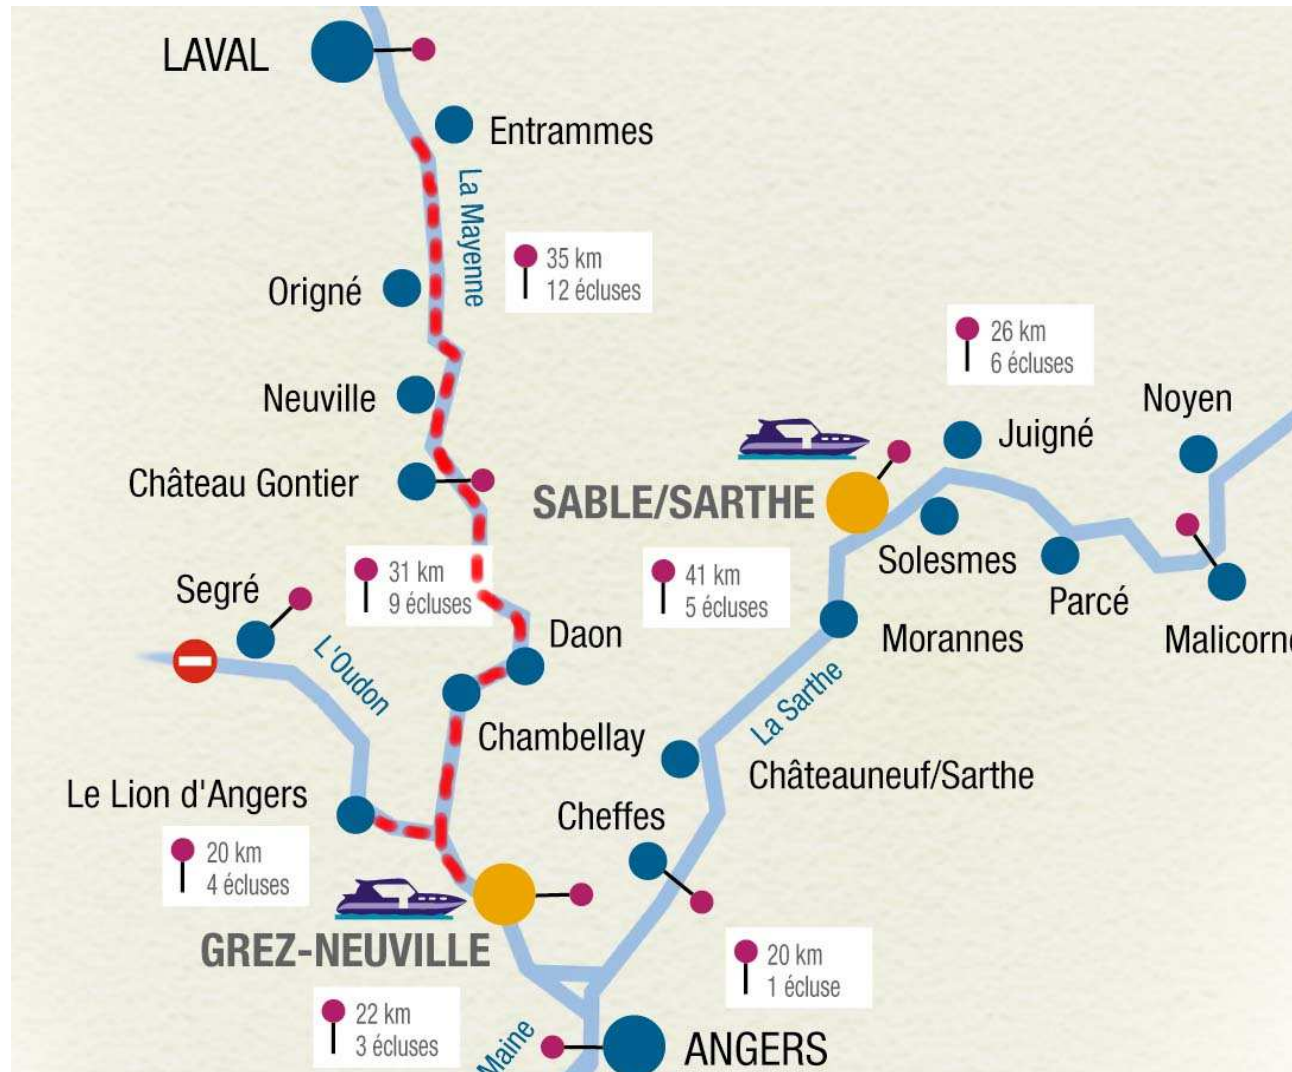 LAVAL
Entrammes
La Mayenne
35 km
12 écluses
Origné
26 km
6 écluses
Neuville
Noyen
Juigné
Château Gontier
SABLE/SARTHE
Solesmes
31 km
9 écluses
41 km
5 écluses
Segré
Parcé
Daon
Morannes
Malicorne
L'Oudon
La Sarthe
Chambellay
Châteauneuf/Sarthe
Le Lion d'Angers
Cheffes
20 km
4 écluses
GREZ-NEUVILLE
20 km
1 écluse
22 km
3 écluses
Maine
ANGERS